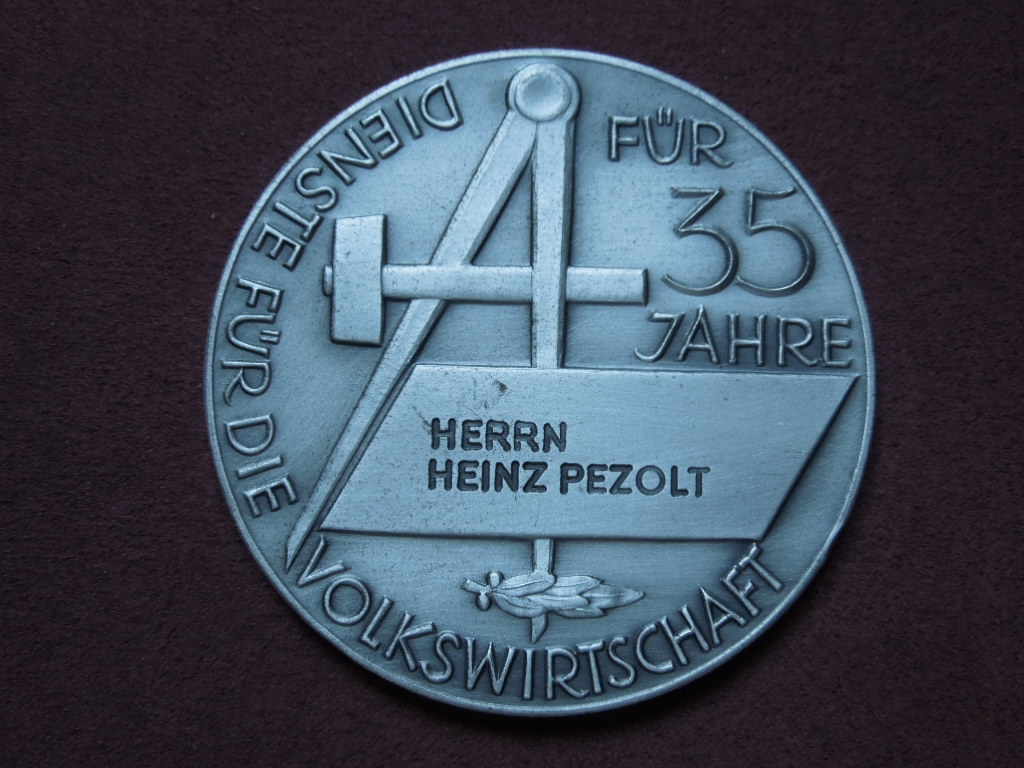 FÜR
35
JAHRE
DIENSTE FÜR DIE VOLKSWIRTSCHAFT
HERRN
HEINZ PEZOLT